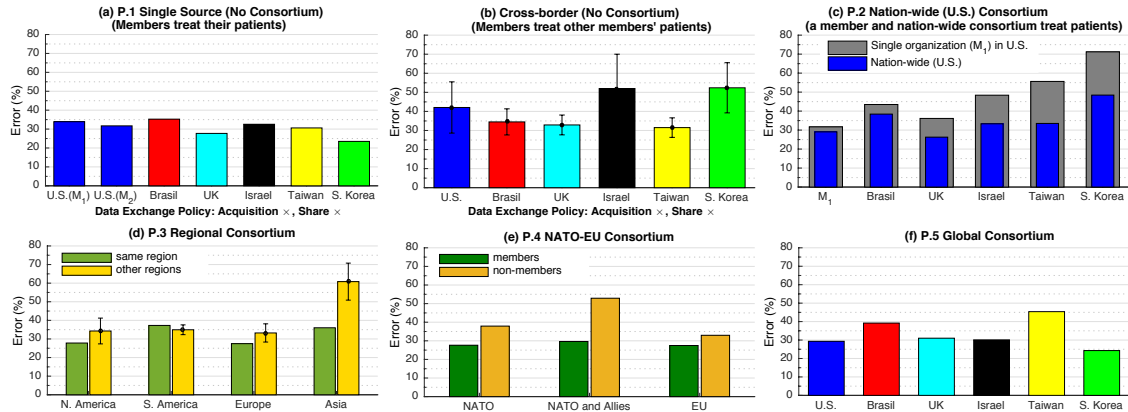 (a) P.1 Single Source (No Consortium)
(Members treat their patients)
Error (%)
80
70
60
50
40
30
20
10
0
U.S.(M1) U.S.(M2) Brasil UK Israel Taiwan S. Korea
Data Exchange Policy: Acquisition ×, Share ×
(b) Cross-border (No Consortium)
(Members treat other members' patients)
Error (%)
80
70
60
50
40
30
20
10
0
U.S. Brasil UK Israel Taiwan S. Korea
Data Exchange Policy: Acquisition ×, Share ×
(c) P.2 Nation-wide (U.S.) Consortium
(a member and nation-wide consortium treat patients)
Single organization (M1) in U.S.
Nation-wide (U.S.)
Error (%)
80
70
60
50
40
30
20
10
0
M1 Brasil UK Israel Taiwan S. Korea
(d) P.3 Regional Consortium
same region
other regions
Error (%)
80
70
60
50
40
30
20
10
0
N. America S. America Europe Asia
(e) P.4 NATO-EU Consortium
members
non-members
Error (%)
80
70
60
50
40
30
20
10
0
NATO NATO and Allies EU
(f) P.5 Global Consortium
Error (%)
80
70
60
50
40
30
20
10
0
U.S. Brasil UK Israel Taiwan S. Korea